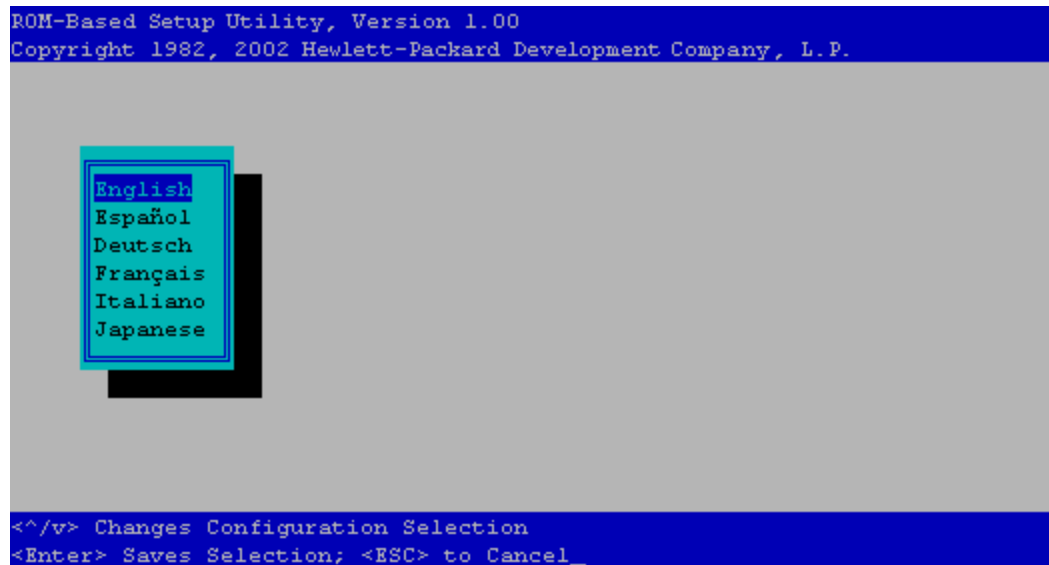 ROM-Based Setup Utility, Version 1.00
Copyright 1982, 2002 Hewlett-Packard Development Company, L.P.
English
Español
Deutsch
Français
Italiano
Japanese
<^/v> Changes Configuration Selection
<Enter> Saves Selection; <ESC> to Cancel_